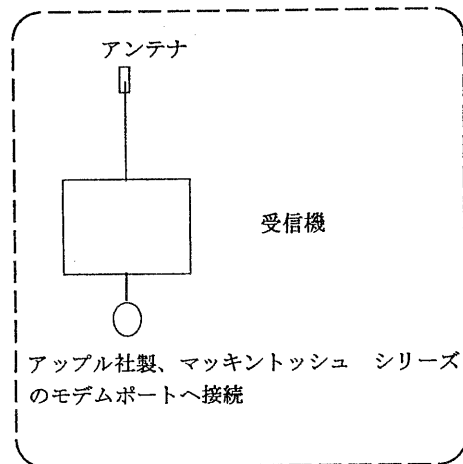 アンテナ
受信機
アップル社製、マッキントッシュ　シリーズ
のモデムポートへ接続